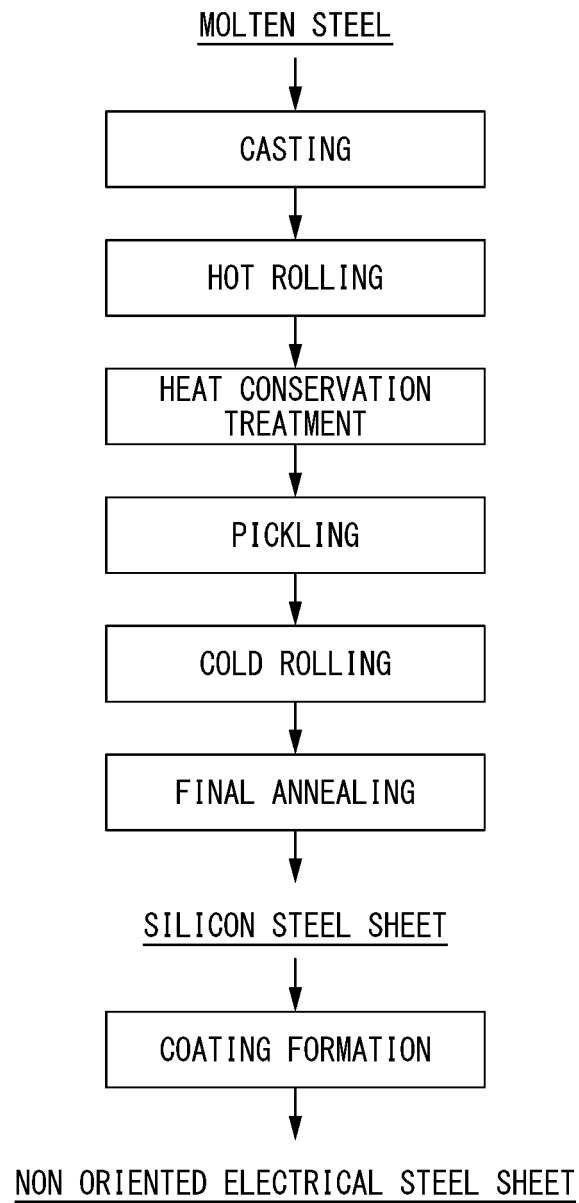 MOLTEN STEEL
CASTING
HOT ROLLING
HEAT CONSERVATION
TREATMENT
PICKLING
COLD ROLLING
FINAL ANNEALING
SILICON STEEL SHEET
COATING FORMATION
NON ORIENTED ELECTRICAL STEEL SHEET